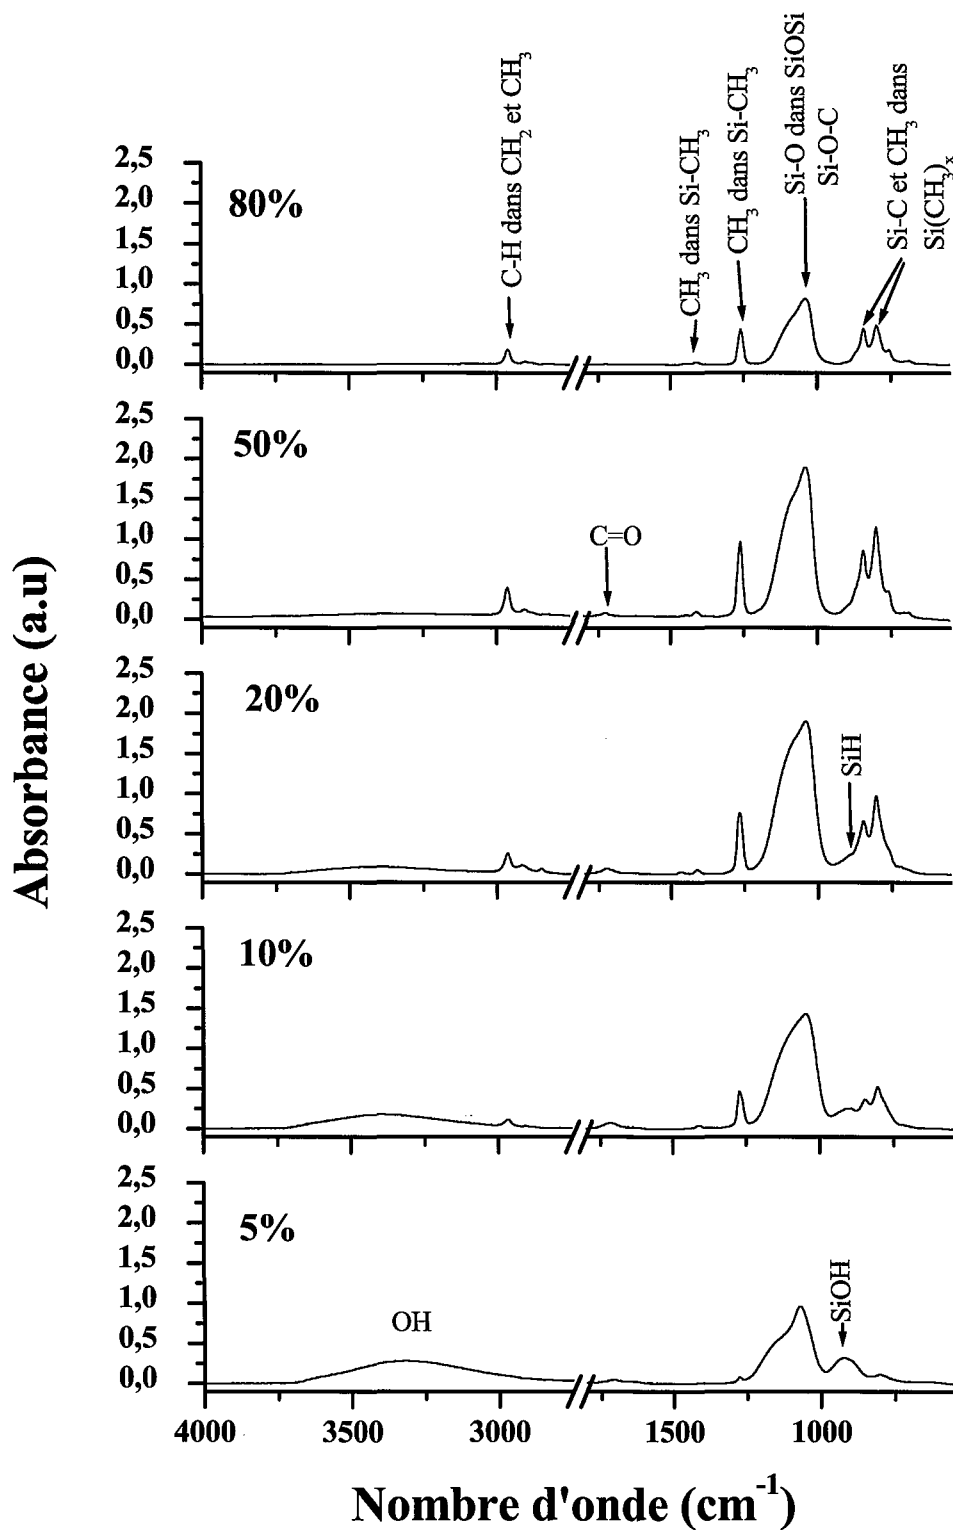 C-H dans CH₂ et CH₃
CH₃ dans Si-CH₃
CH₃ dans Si-CH₃
Si-O dans SiOSi
Si-O-C
Si-C et CH₃ dans
Si(CH₃)ₓ
2,5
2,0
1,5
1,0
0,5
0,0
80%
2,5
2,0
1,5
1,0
0,5
0,0
50%
C=O
2,5
2,0
1,5
1,0
0,5
0,0
20%
SiH
2,5
2,0
1,5
1,0
0,5
0,0
10%
2,5
2,0
1,5
1,0
0,5
0,0
5%
OH
SiOH
4000 3500 3000 1500 1000
Absorbance (a.u)
Nombre d'onde (cm⁻¹)